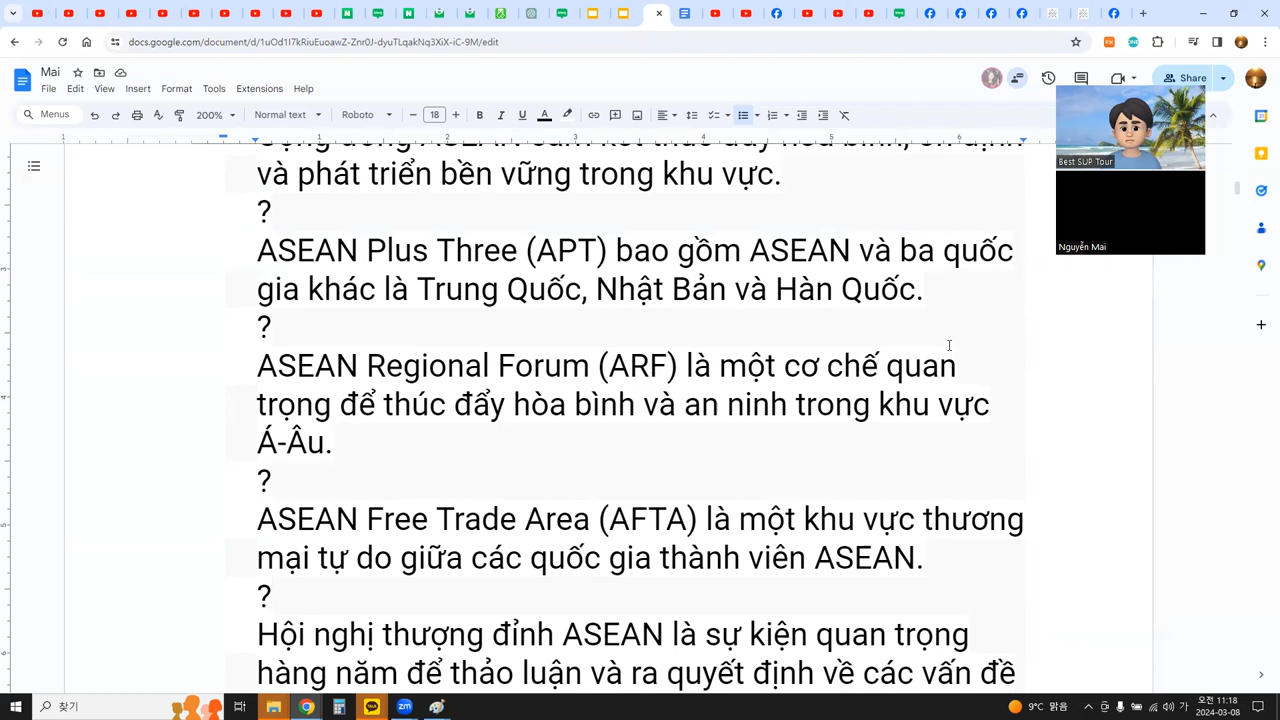 docs.google.com/document/d/1uOd1I7kRiuEuoawZ-Znr0J-dyuTLqakNq3XiX-iC-9M/edit
Mai
Share
File Edit View Insert Format Tools Extensions Help
Menus
200%
Normal text
Roboto
18
1 1 2 4 5 6
và phát triển bền vững trong khu vực.
?
ASEAN Plus Three (APT) bao gồm ASEAN và ba quốc
gia khác là Trung Quốc, Nhật Bản và Hàn Quốc.
?
ASEAN Regional Forum (ARF) là một cơ chế quan
trọng để thúc đẩy hòa bình và an ninh trong khu vực
Á-Âu.
?
ASEAN Free Trade Area (AFTA) là một khu vực thương
mại tự do giữa các quốc gia thành viên ASEAN.
?
Hội nghị thượng đỉnh ASEAN là sự kiện quan trọng
hàng năm để thảo luận và ra quyết định về các vấn đề
Best SUP Tour
Nguyễn Mai
찾기
9℃ 맑음
가
오전 11:18
2024-03-08